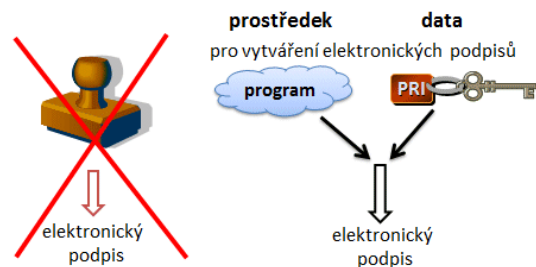 prostředek data
pro vytváření elektronických podpisů
program
PRI
elektronický
podpis
elektronický
podpis